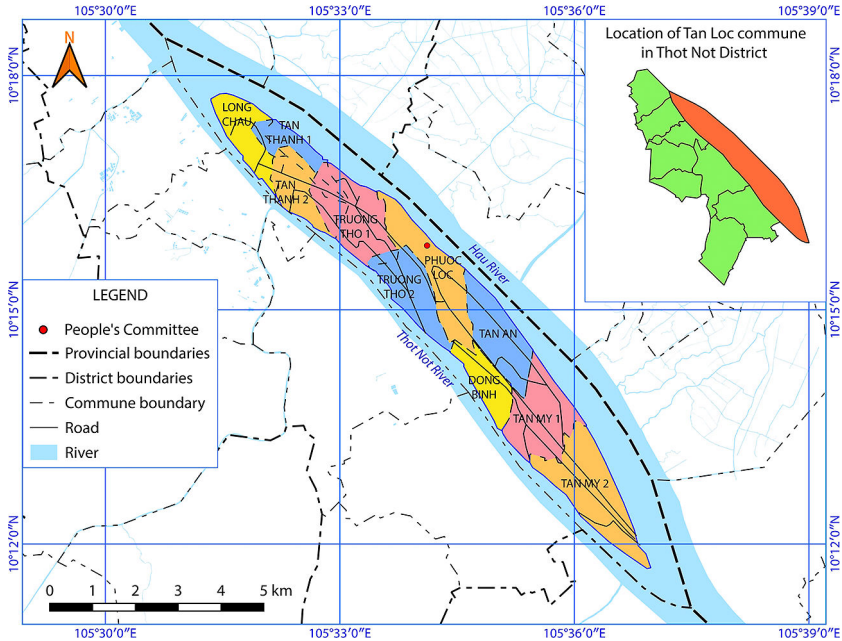 105°30′0″E
105°33′0″E
105°36′0″E
105°39′0″E
N
10°18′0″N
10°18′0″N
Location of Tan Loc commune
in Thot Not District
LONG
CHAU
TAN
THANH 1
TAN
THANH 2
TRUONG
THO 1
PHUOC
LOC
Hau River
TRUONG
THO 2
10°15′0″N
10°15′0″N
TAN AN
Thot Not River
DONG
BINH
TAN MY 1
TAN MY 2
LEGEND
People's Committee
Provincial boundaries
District boundaries
Commune boundary
Road
River
10°12′0″N
10°12′0″N
0 1 2 3 4 5 km
105°30′0″E
105°33′0″E
105°36′0″E
105°39′0″E